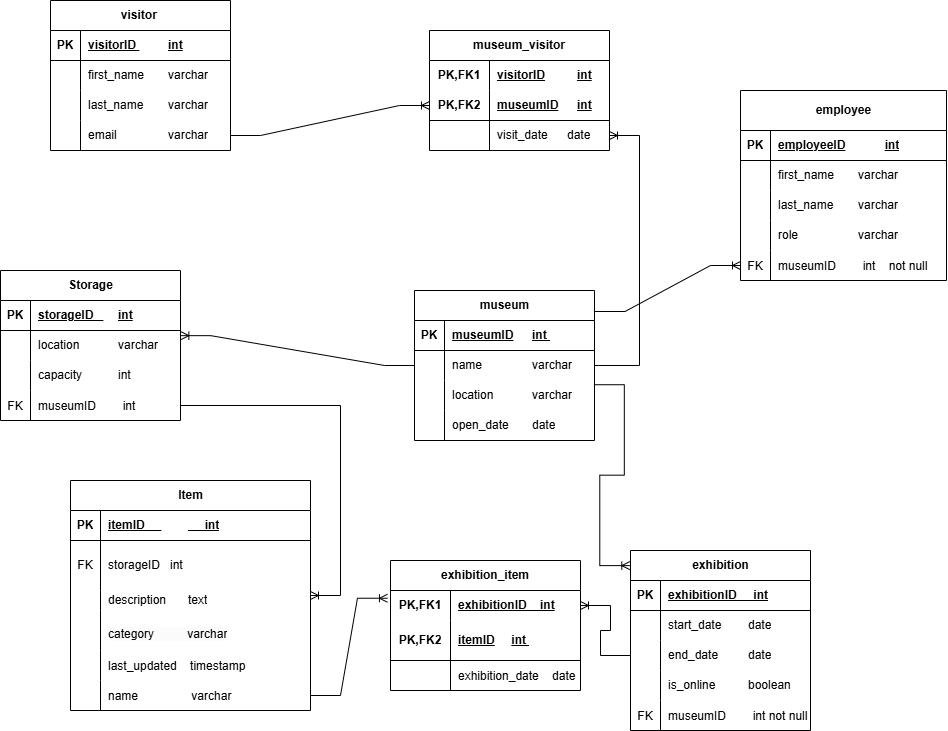 visitor
PK visitorID int
first_name varchar
last_name varchar
email varchar
museum_visitor
PK,FK1 visitorID int
PK,FK2 museumID int
visit_date date
employee
PK employeeID int
first_name varchar
last_name varchar
role varchar
FK museumID int not null
Storage
PK storageID int
location varchar
capacity int
FK museumID int
museum
PK museumID int
name varchar
location varchar
open_date date
Item
PK itemID int
FK storageID int
description text
category varchar
last_updated timestamp
name varchar
exhibition_item
PK,FK1 exhibitionID int
PK,FK2 itemID int
exhibition_date date
exhibition
PK exhibitionID int
start_date date
end_date date
is_online boolean
FK museumID int not null